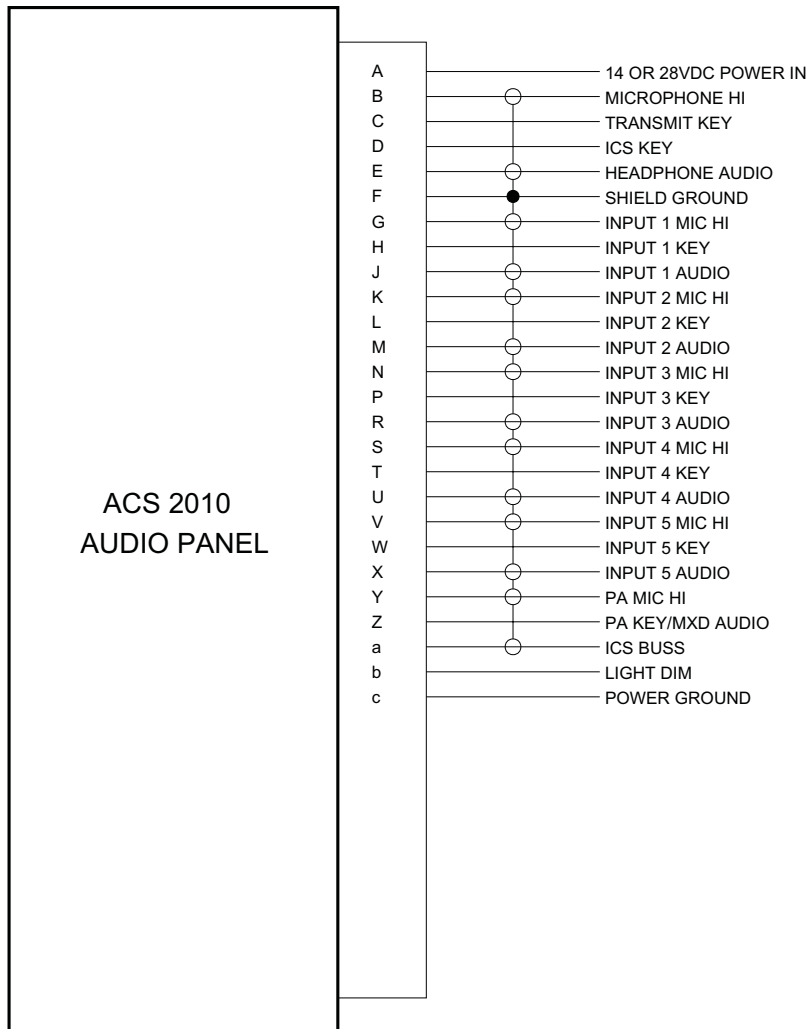 A 14 OR 28VDC POWER IN
B MICROPHONE HI
C TRANSMIT KEY
D ICS KEY
E HEADPHONE AUDIO
F SHIELD GROUND
G INPUT 1 MIC HI
H INPUT 1 KEY
J INPUT 1 AUDIO
K INPUT 2 MIC HI
L INPUT 2 KEY
M INPUT 2 AUDIO
N INPUT 3 MIC HI
P INPUT 3 KEY
R INPUT 3 AUDIO
S INPUT 4 MIC HI
T INPUT 4 KEY
U INPUT 4 AUDIO
V INPUT 5 MIC HI
W INPUT 5 KEY
X INPUT 5 AUDIO
Y PA MIC HI
Z PA KEY/MXD AUDIO
a ICS BUSS
b LIGHT DIM
c POWER GROUND
ACS 2010
AUDIO PANEL